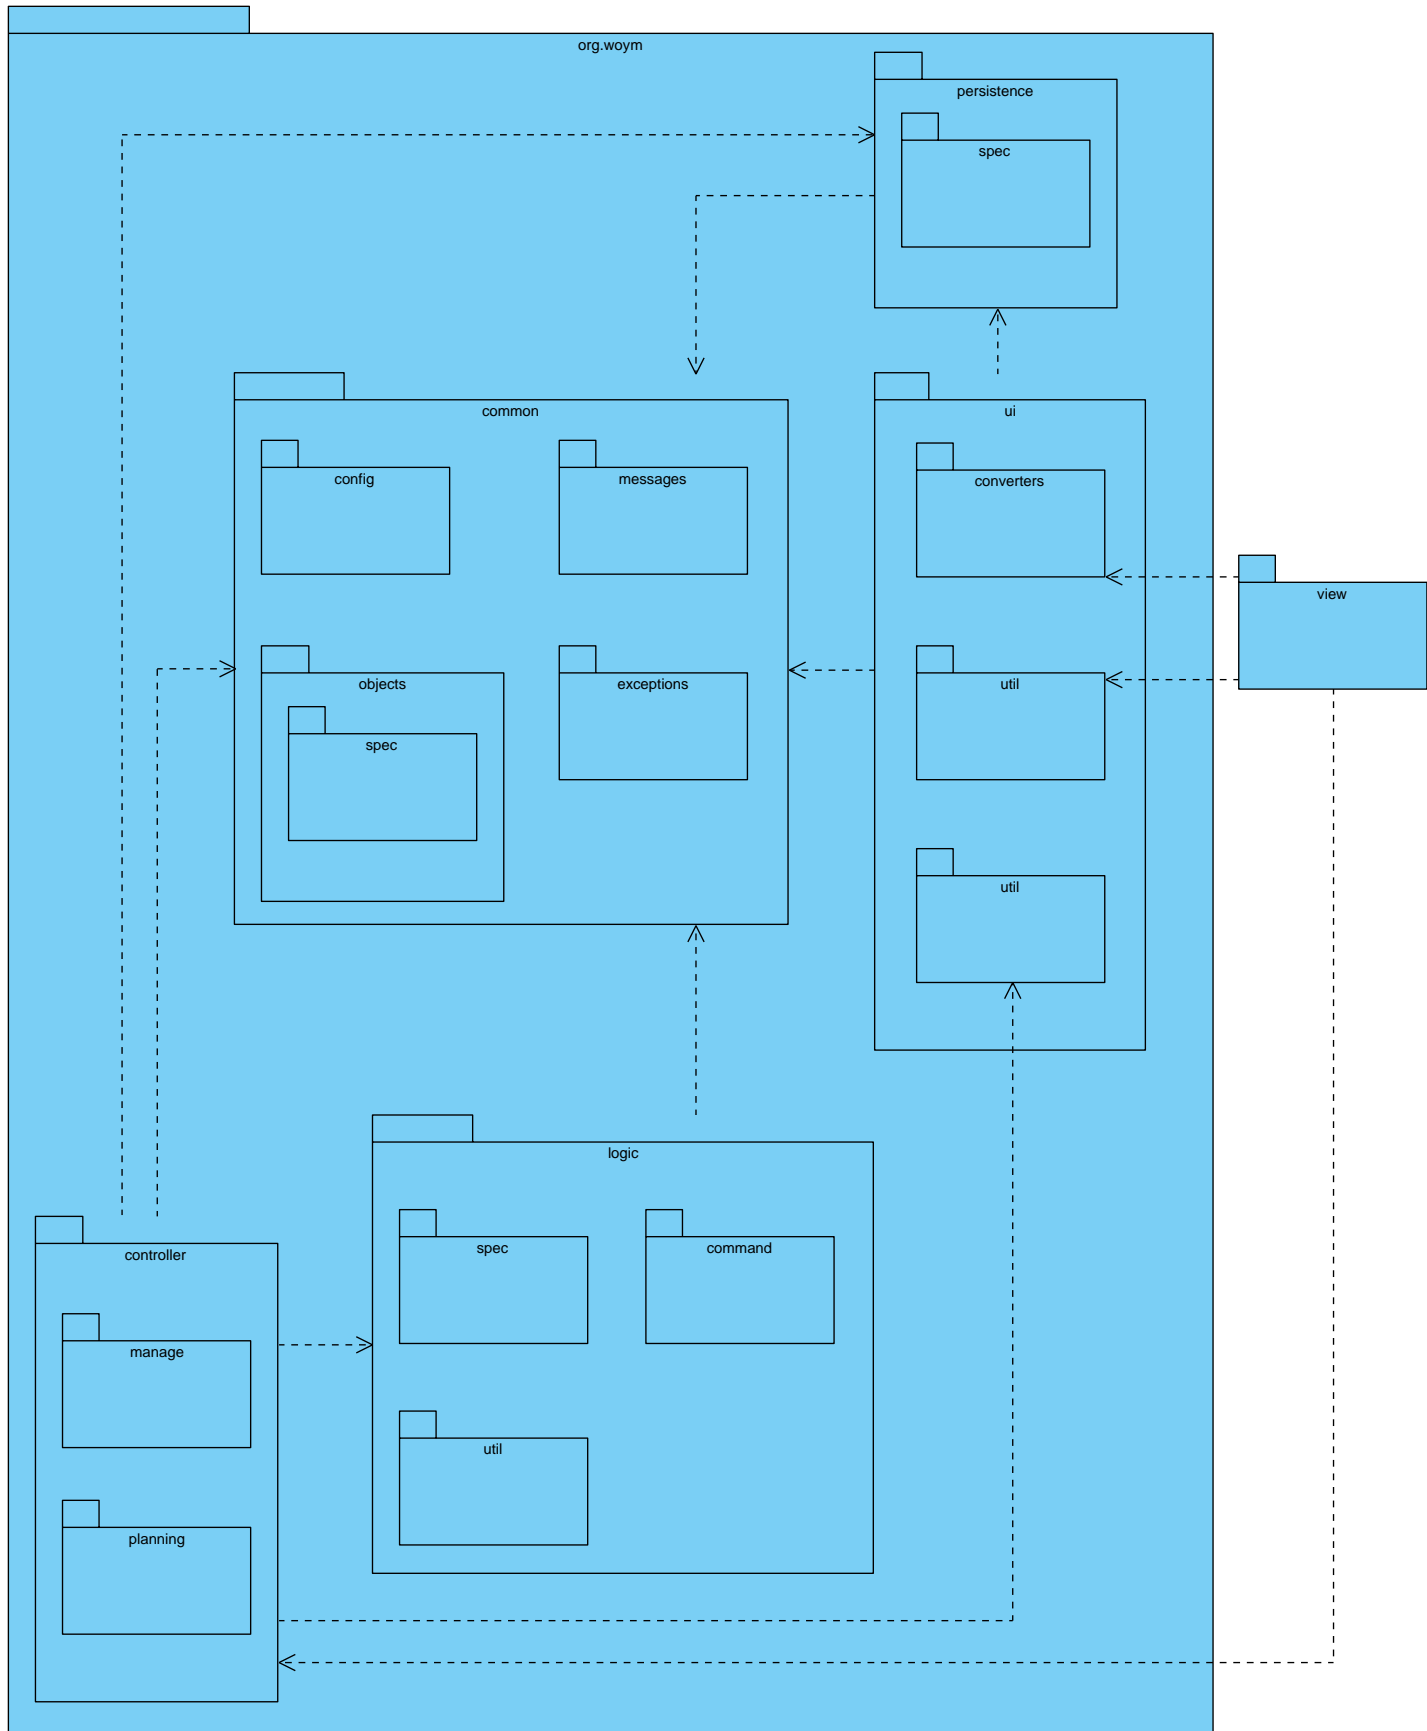 org.woym
persistence
spec
common
ui
config
messages
converters
view
objects
exceptions
util
spec
util
logic
spec
command
controller
manage
util
planning